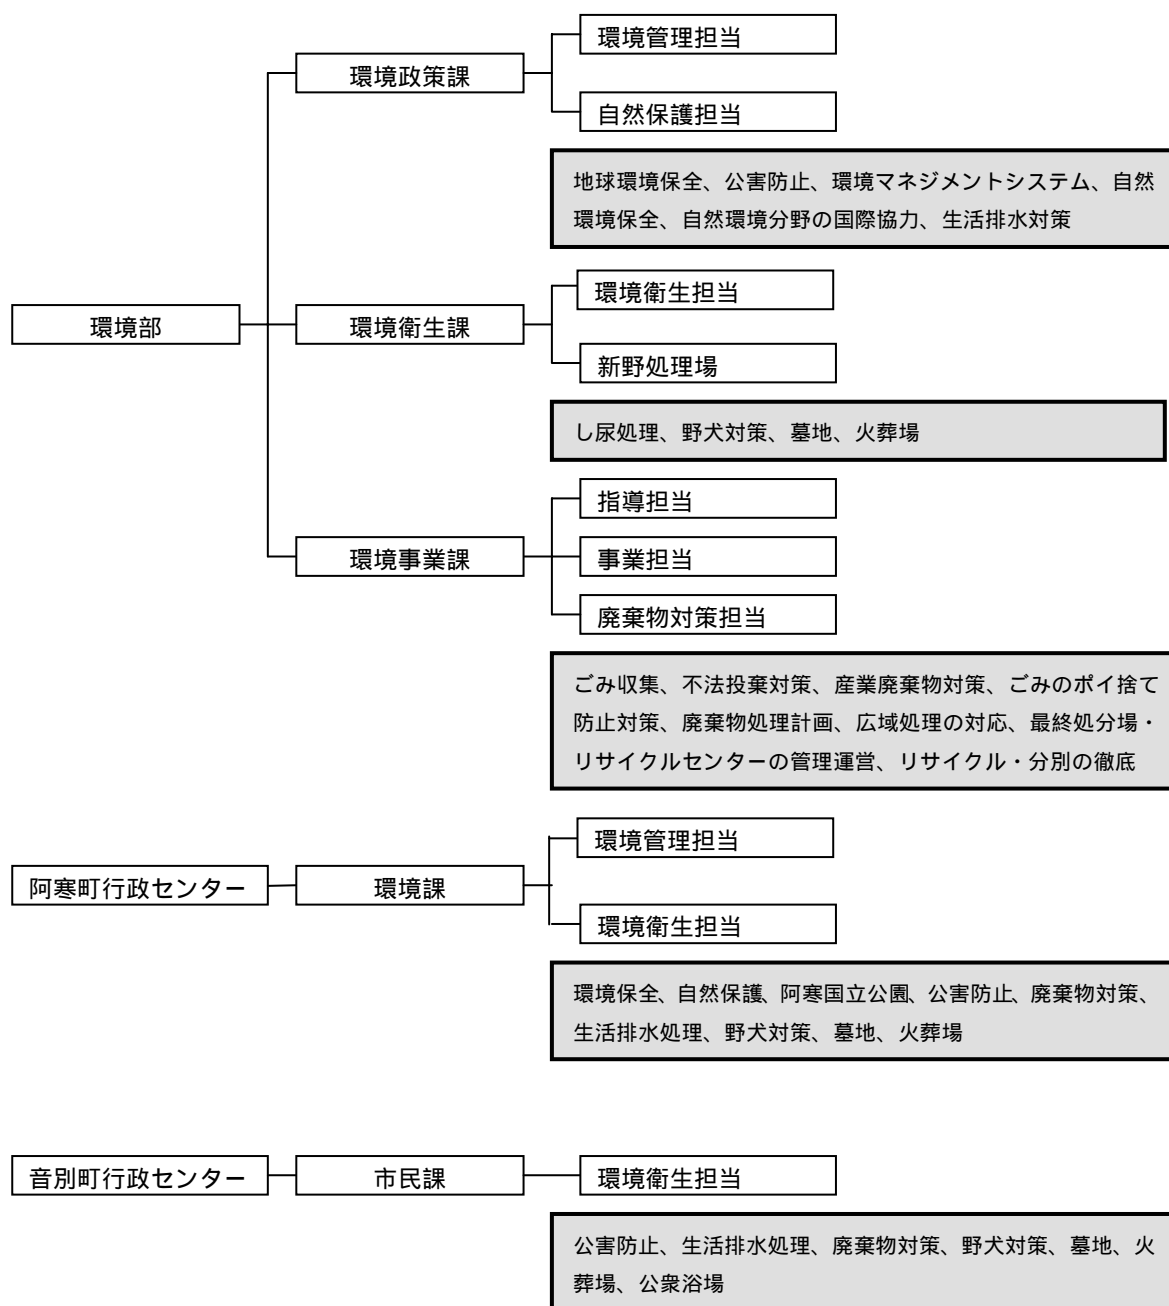 環境管理担当
環境政策課
自然保護担当
地球環境保全、公害防止、環境マネジメントシステム、自然
環境保全、自然環境分野の国際協力、生活排水対策
環境衛生担当
環境部
環境衛生課
新野処理場
し尿処理、野犬対策、墓地、火葬場
指導担当
環境事業課
事業担当
廃棄物対策担当
ごみ収集、不法投棄対策、産業廃棄物対策、ごみのポイ捨て
防止対策、廃棄物処理計画、広域処理の対応、最終処分場・
リサイクルセンターの管理運営、リサイクル・分別の徹底
環境管理担当
阿寒町行政センター
環境課
環境衛生担当
環境保全、自然保護、阿寒国立公園、公害防止、廃棄物対策、
生活排水処理、野犬対策、墓地、火葬場
音別町行政センター
市民課
環境衛生担当
公害防止、生活排水処理、廃棄物対策、野犬対策、墓地、火
葬場、公衆浴場